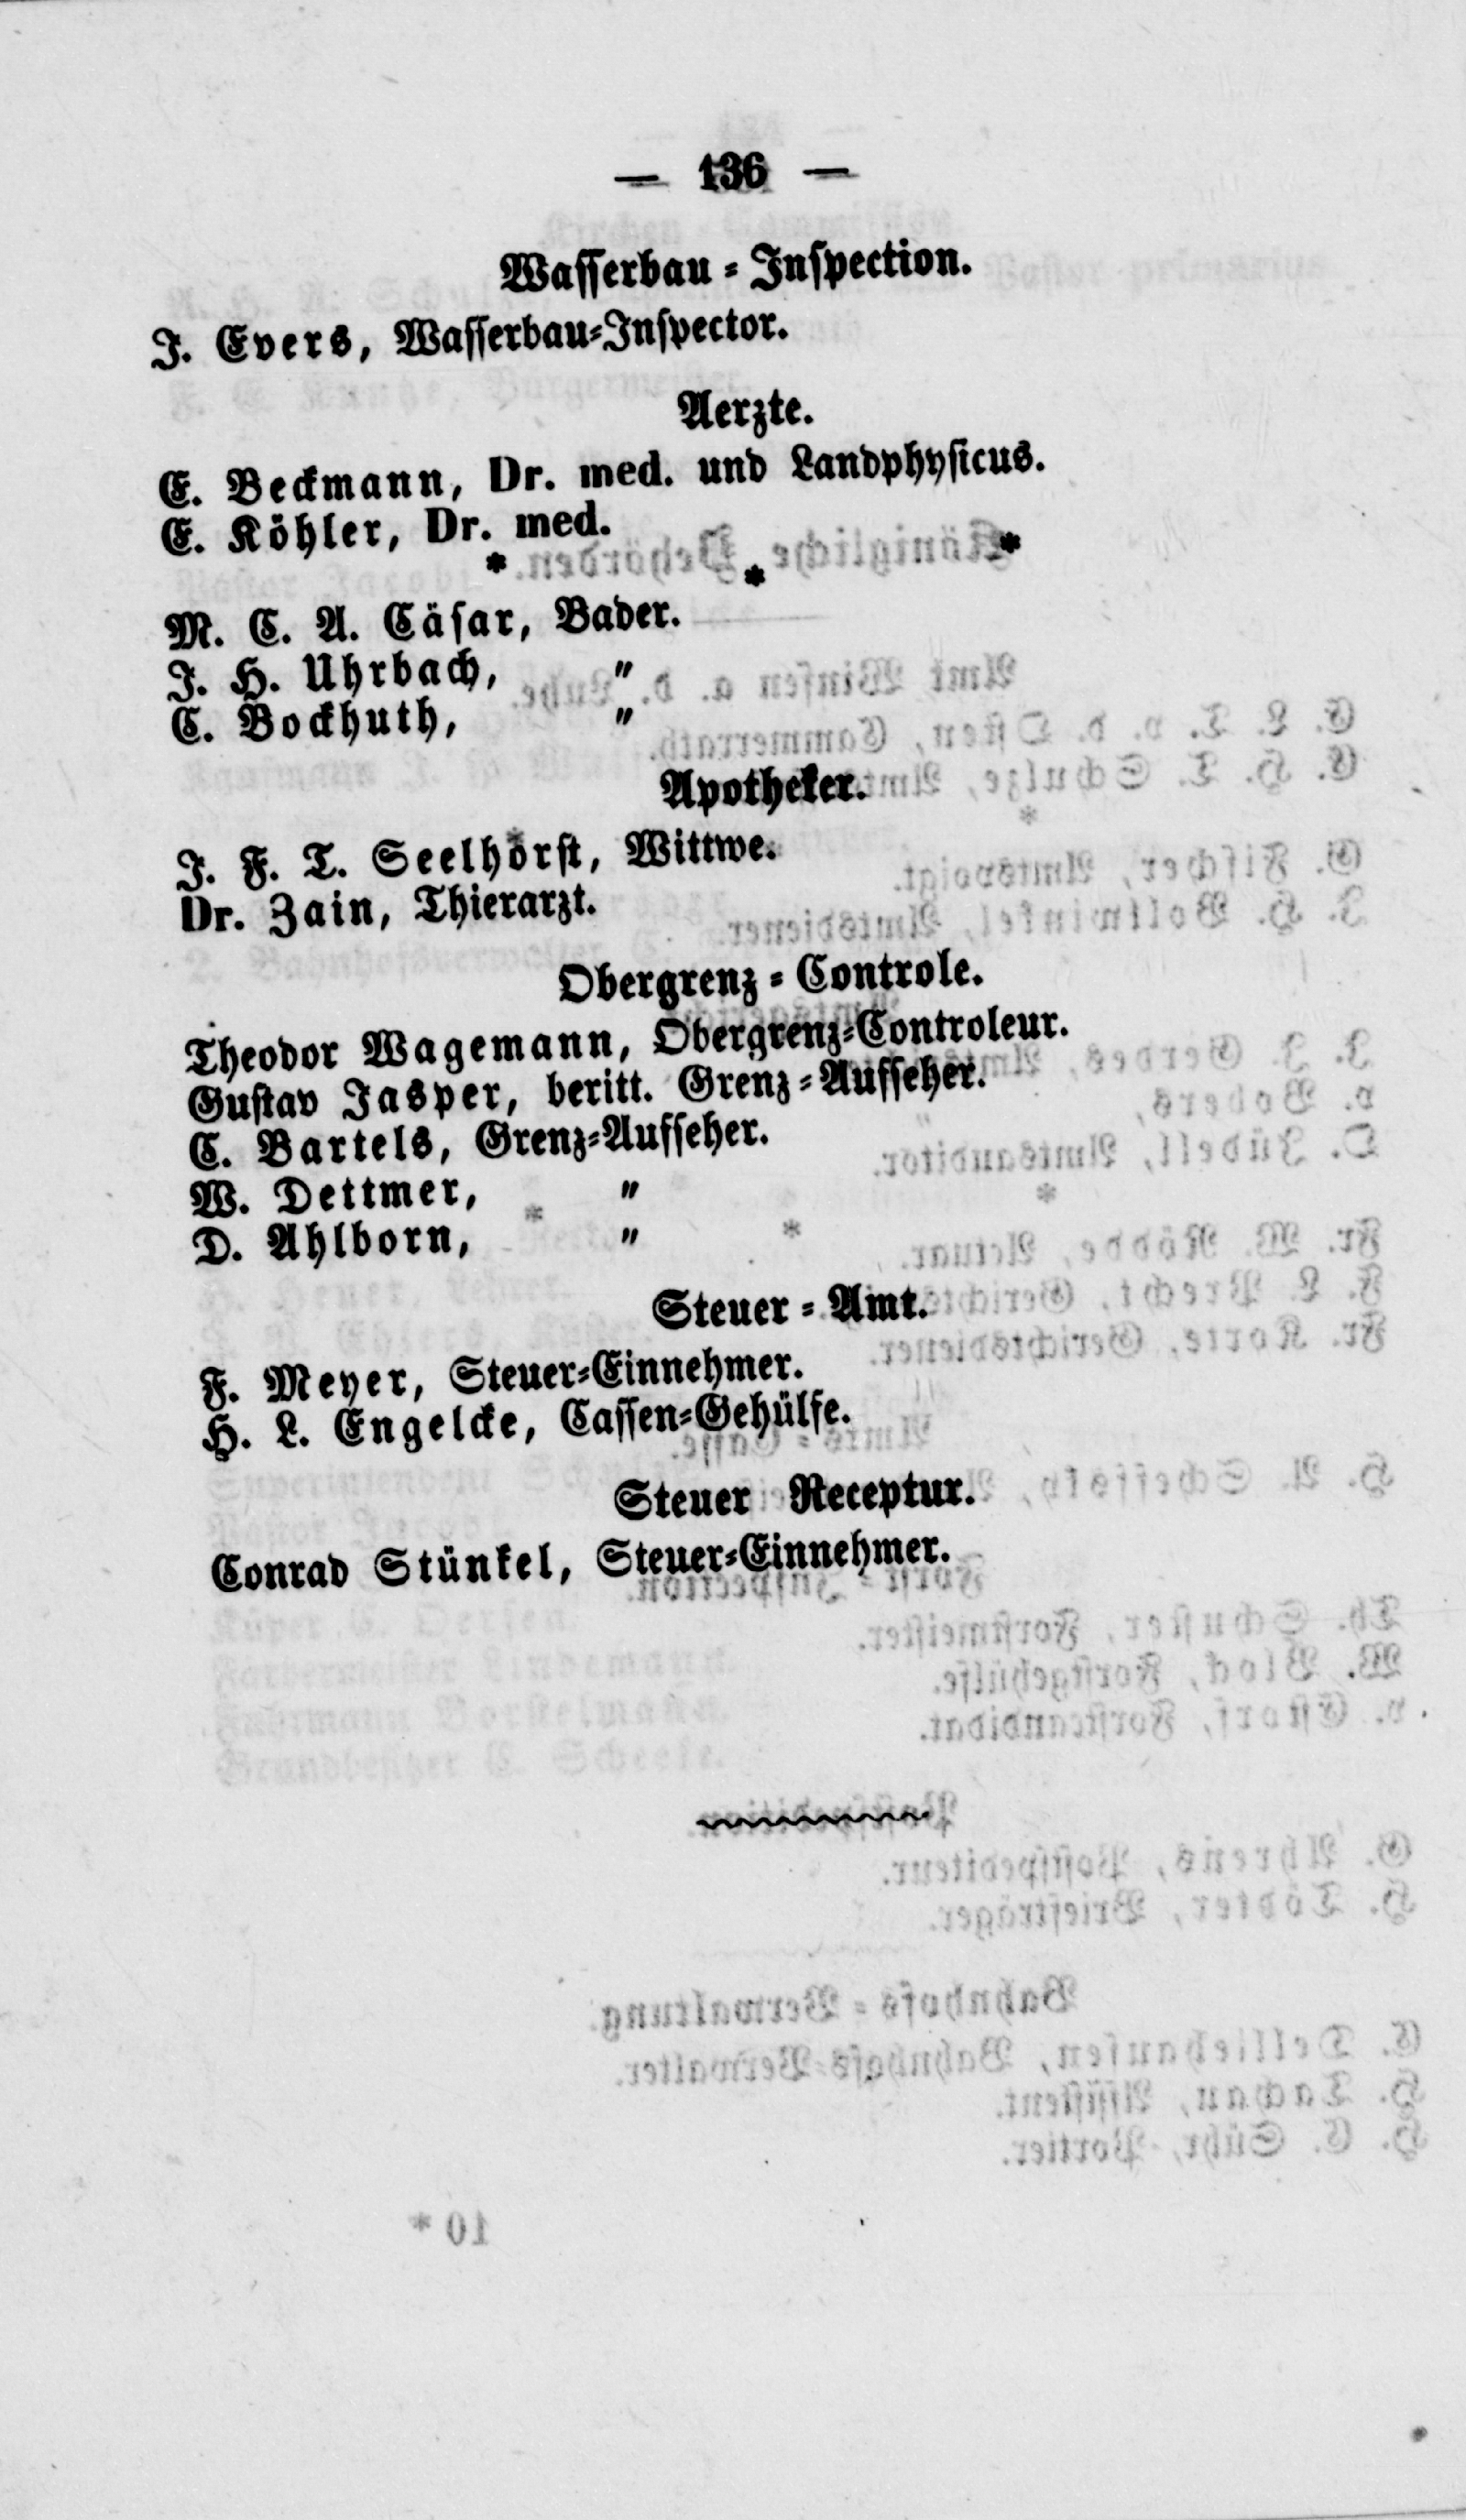 — 136 —
Wasserbau-Inspection.
J. Evers, Wasserbau-Inspector.
Aerzte.
E. Beckmann, Dr. med. und Landphysicus.
E. Köhler, Dr. med.
* * *
M. C. A. Cäsar, Bader.
J. H. Uhrbach, "
C. Bockhuth, "
Apotheker.
J. F. T. Seelhorst, Wittwe.
Dr. Zain, Thierarzt.
Obergrenz-Controle.
Theodor Wagemann, Obergrenz-Controleur.
Gustav Jasper, beritt. Grenz-Aufseher.
C. Bartels, Grenz-Aufseher.
W. Dettmer, "
D. Ahlborn, "
Steuer-Amt.
F. Meyer, Steuer-Einnehmer.
H. L. Engelcke, Cassen-Gehülfe.
Steuer Receptur.
Conrad Stünkel, Steuer-Einnehmer.